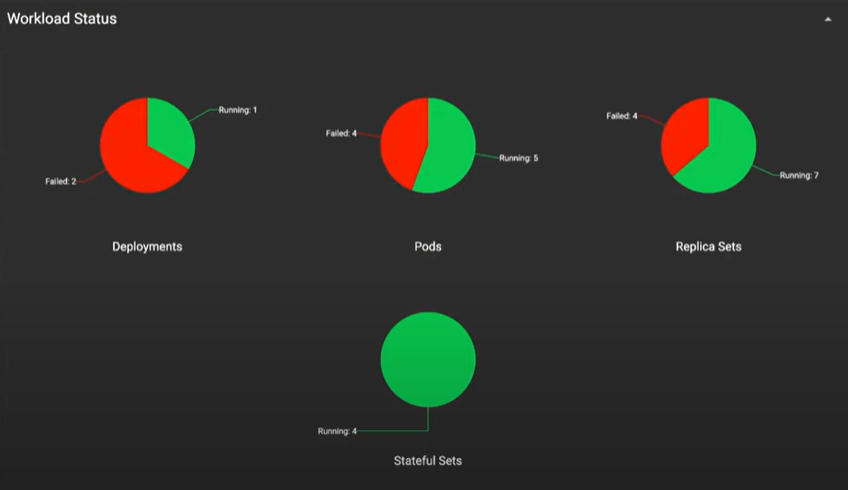 Workload Status
Running: 1
Failed: 2
Deployments
Failed: 4
Running: 5
Pods
Failed: 4
Running: 7
Replica Sets
Running: 4
Stateful Sets